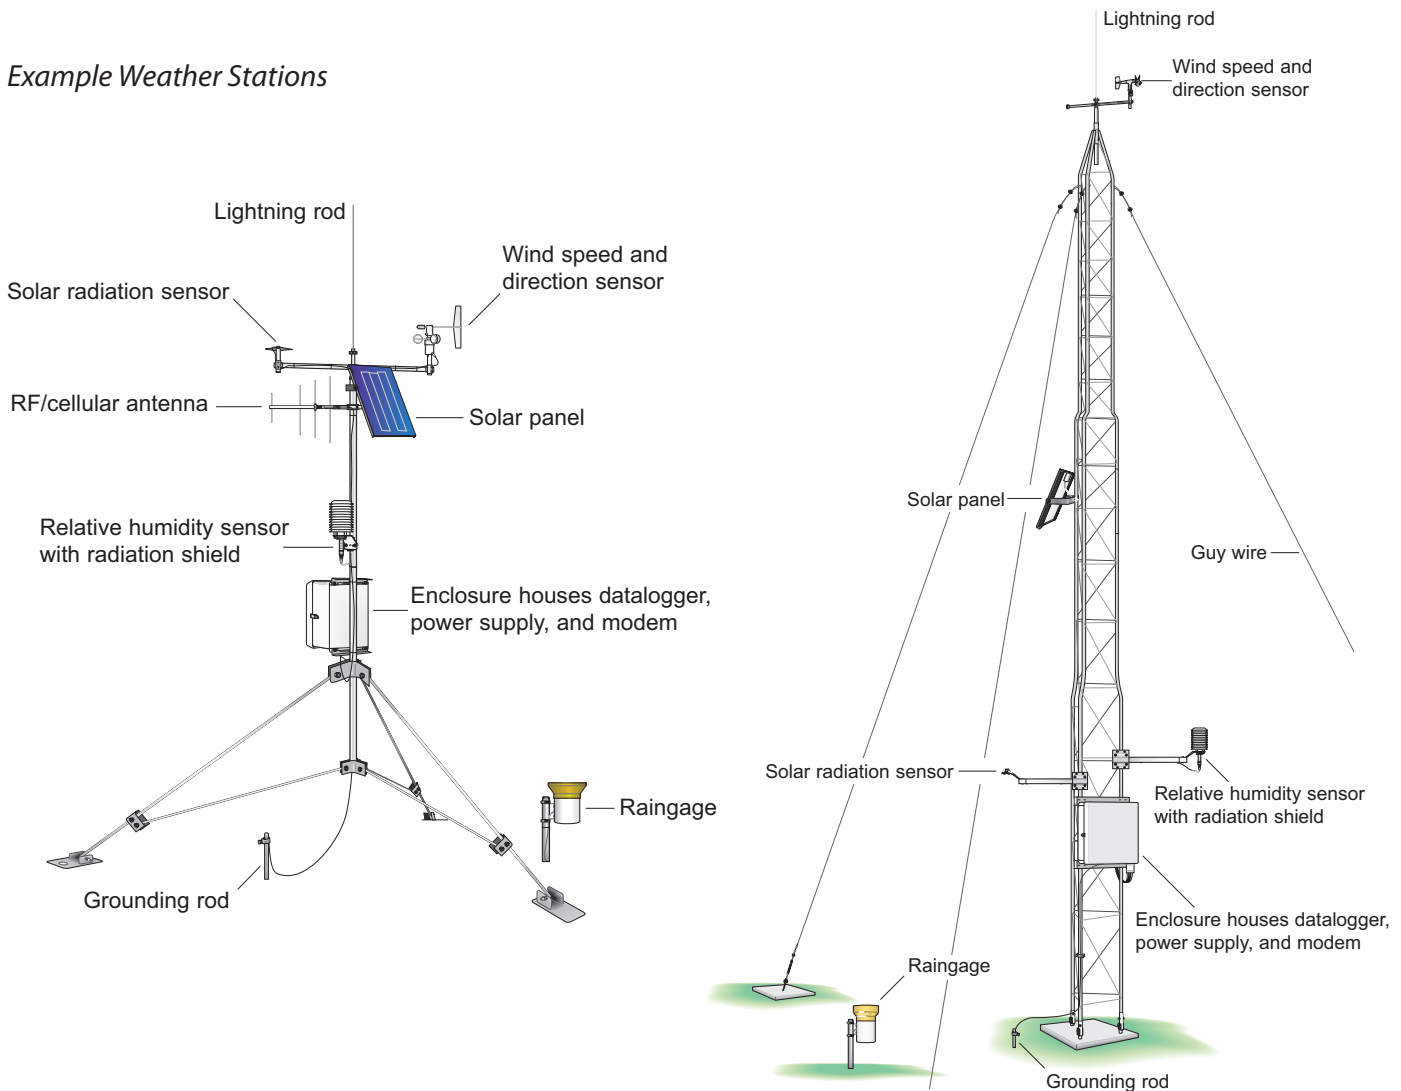 Example Weather Stations
Lightning rod
Solar radiation sensor
Wind speed and
direction sensor
RF/cellular antenna
Solar panel
Relative humidity sensor
with radiation shield
Enclosure houses datalogger,
power supply, and modem
Raingage
Grounding rod
Lightning rod
Wind speed and
direction sensor
Solar panel
Guy wire
Solar radiation sensor
Relative humidity sensor
with radiation shield
Enclosure houses datalogger,
power supply, and modem
Raingage
Grounding rod